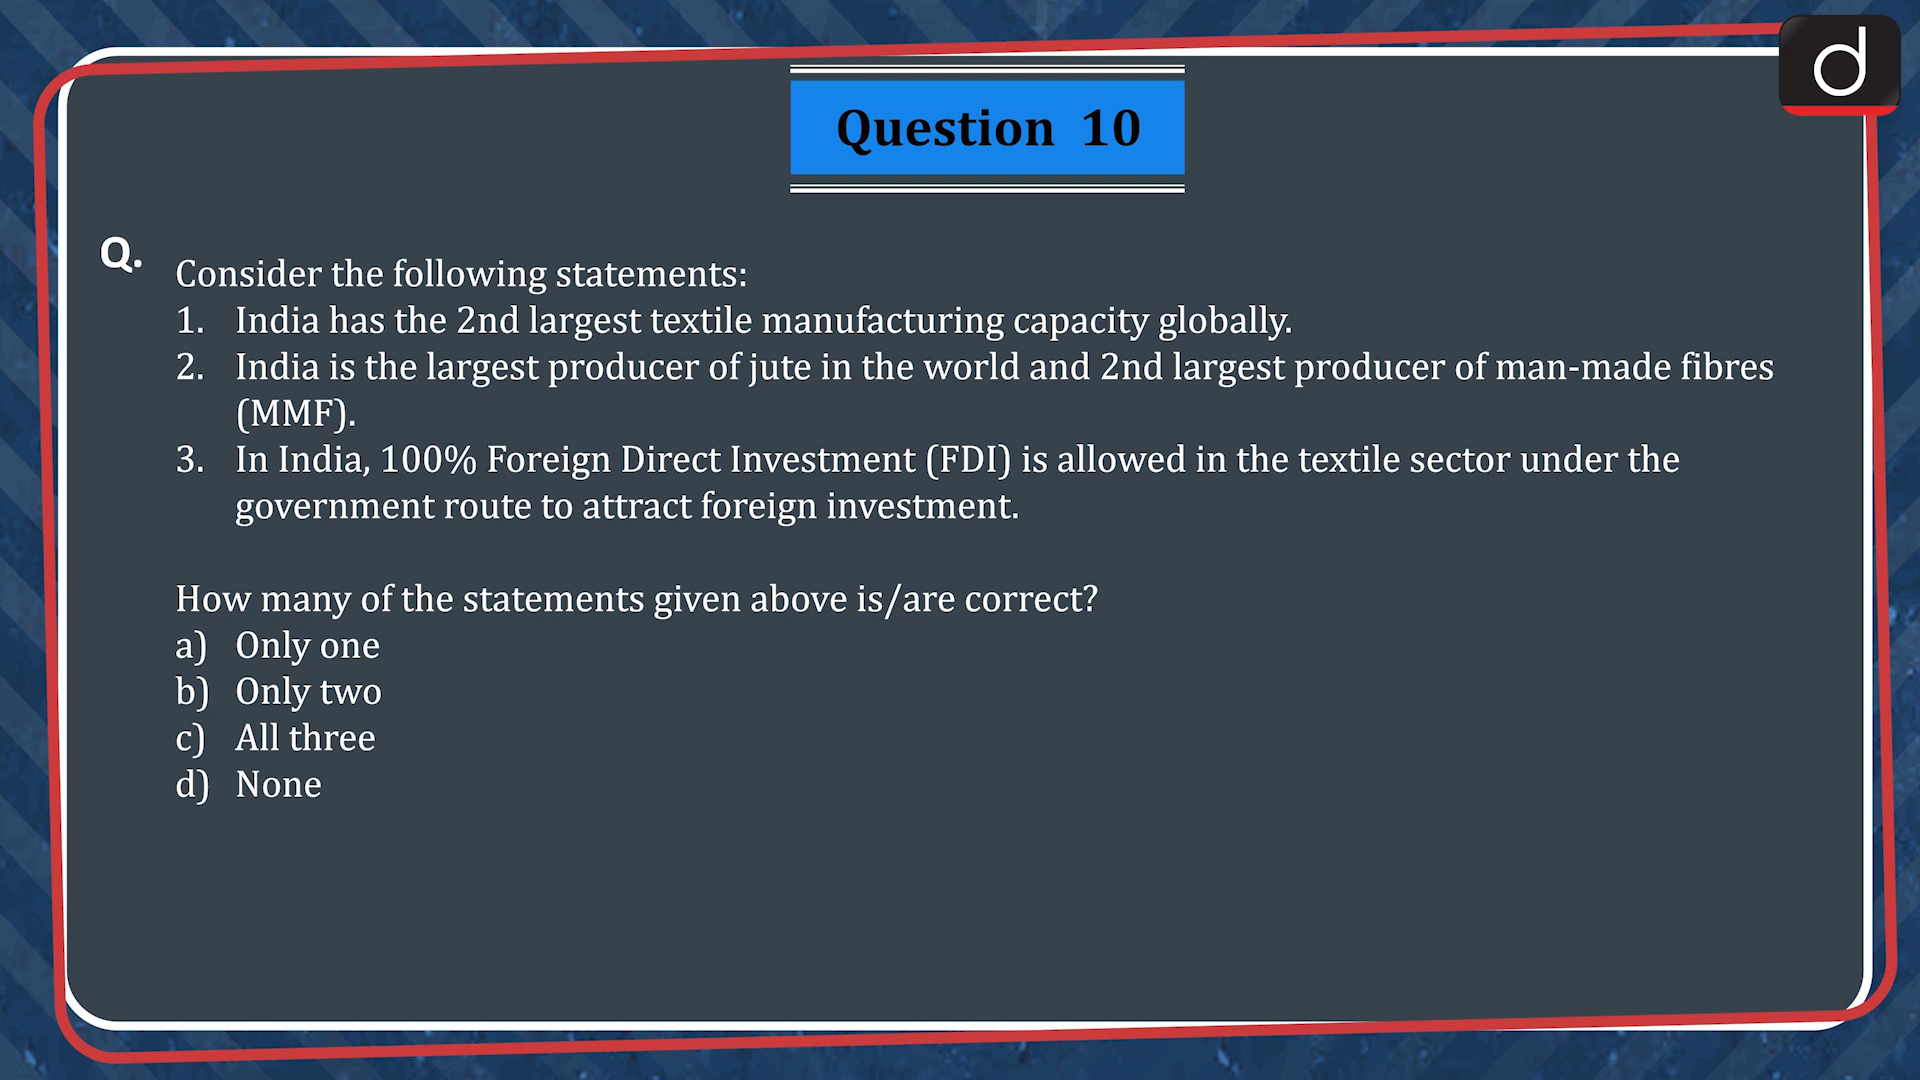 d
Question 10
Q.
Consider the following statements:
1. India has the 2nd largest textile manufacturing capacity globally.
2. India is the largest producer of jute in the world and 2nd largest producer of man-made fibres
(MMF).
3. In India, 100% Foreign Direct Investment (FDI) is allowed in the textile sector under the
government route to attract foreign investment.
How many of the statements given above is/are correct?
a) Only one
b) Only two
c) All three
d) None